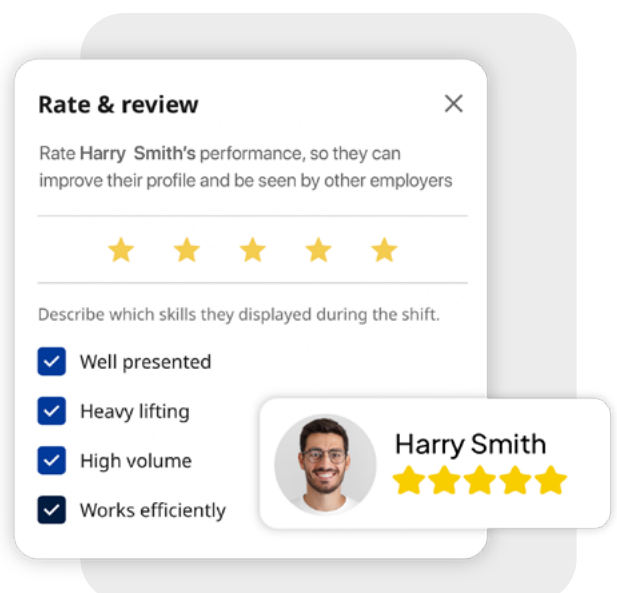 Rate & review
Rate Harry Smith's performance, so they can
improve their profile and be seen by other employers
Describe which skills they displayed during the shift.
Well presented
Heavy lifting
High volume
Works efficiently
Harry Smith